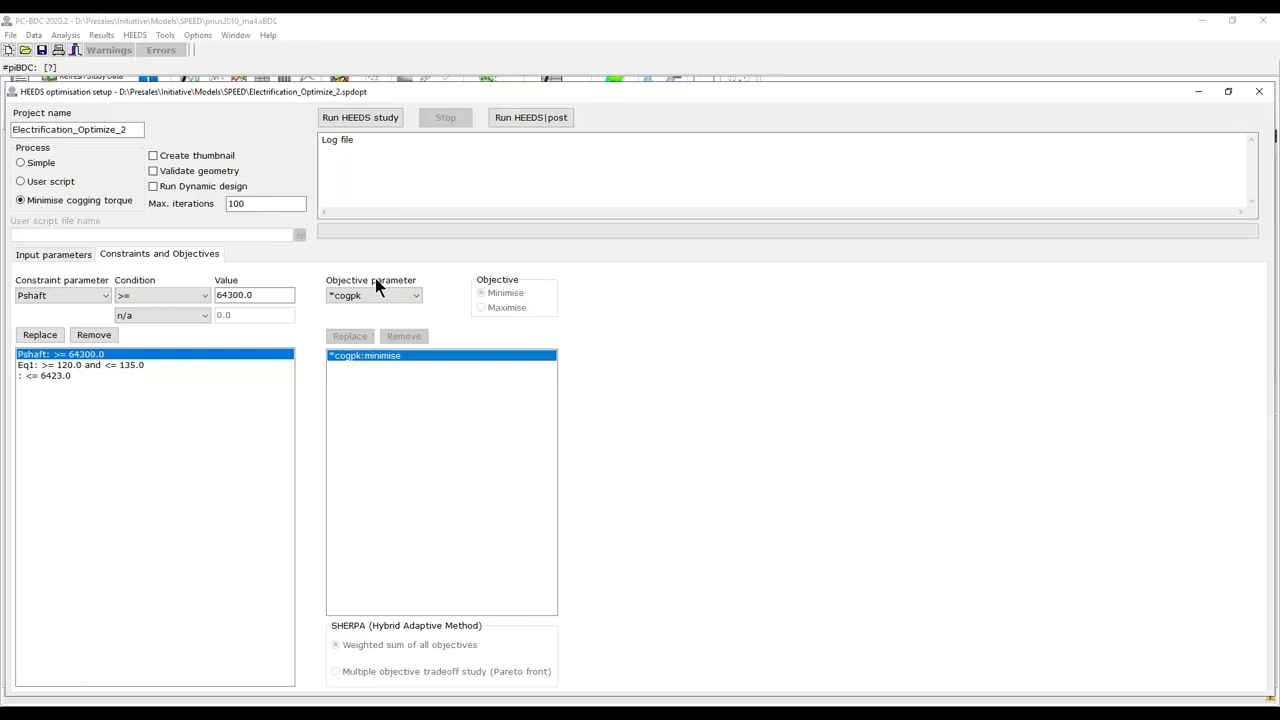 PC-BDC 2020.2 - D:\Presales\Initiative\Models\SPEED\prius2010_ma4.xBDC
File Data Analysis Results HEEDS Tools Options Window Help
Warnings Errors
#piBDC: [?]
Refresh Study Data
HEEDS optimisation setup - D:\Presales\Initiative\Models\SPEED\Electrification_Optimize_2.spdopt
Project name
Electrification_Optimize_2
Run HEEDS study Stop Run HEEDS|post
Log file
Process
Simple
User script
Minimise cogging torque
Create thumbnail
Validate geometry
Run Dynamic design
Max. iterations 100
User script file name
Input parameters Constraints and Objectives
Constraint parameter Condition Value
Pshaft >= 64300.0
n/a 0.0
Replace Remove
Pshaft: >= 64300.0
Eq1: >= 120.0 and <= 135.0
: <= 6423.0
Objective parameter
"cogpk
Objective
Minimise
Maximise
Replace Remove
"cogpk:minimise
SHERPA (Hybrid Adaptive Method)
Weighted sum of all objectives
Multiple objective tradeoff study (Pareto front)